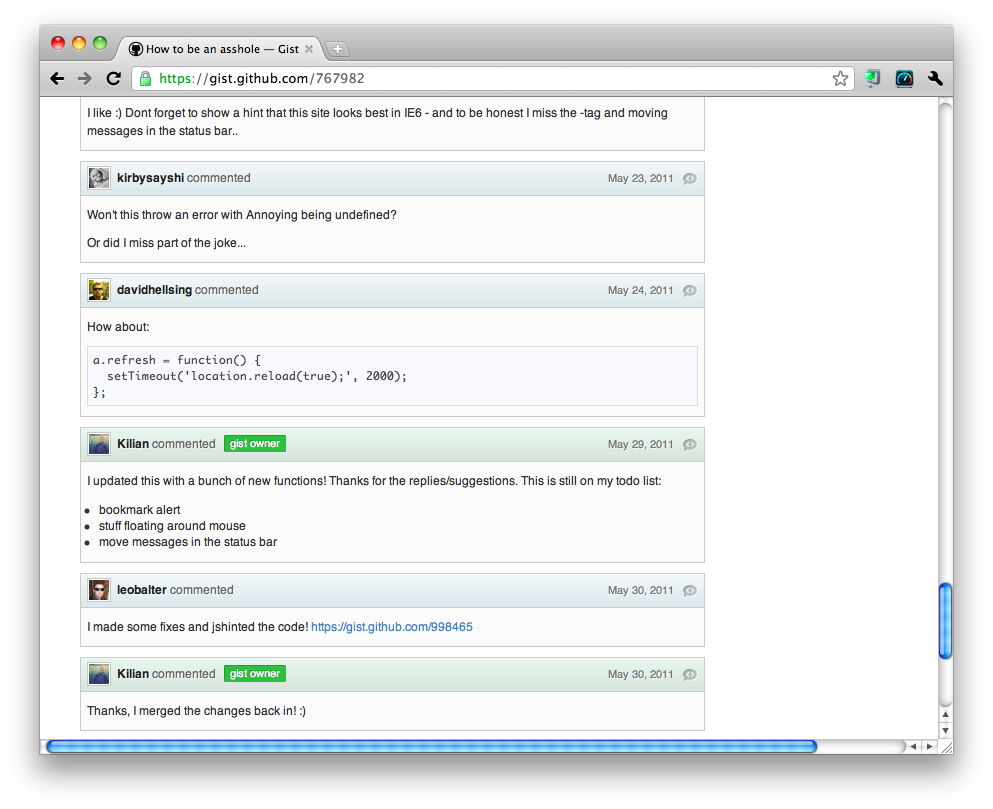 How to be an asshole — Gist
https://gist.github.com/767982
I like :) Dont forget to show a hint that this site looks best in IE6 - and to be honest I miss the -tag and moving
messages in the status bar..
kirbysayshi commented May 23, 2011
Won't this throw an error with Annoying being undefined?
Or did I miss part of the joke...
davidhellsing commented May 24, 2011
How about:
a.refresh = function() {
  setTimeout('location.reload(true);', 2000);
};
Kilian commented gist owner May 29, 2011
I updated this with a bunch of new functions! Thanks for the replies/suggestions. This is still on my todo list:
• bookmark alert
• stuff floating around mouse
• move messages in the status bar
leobalter commented May 30, 2011
I made some fixes and jshinted the code! https://gist.github.com/998465
Kilian commented gist owner May 30, 2011
Thanks, I merged the changes back in! :)